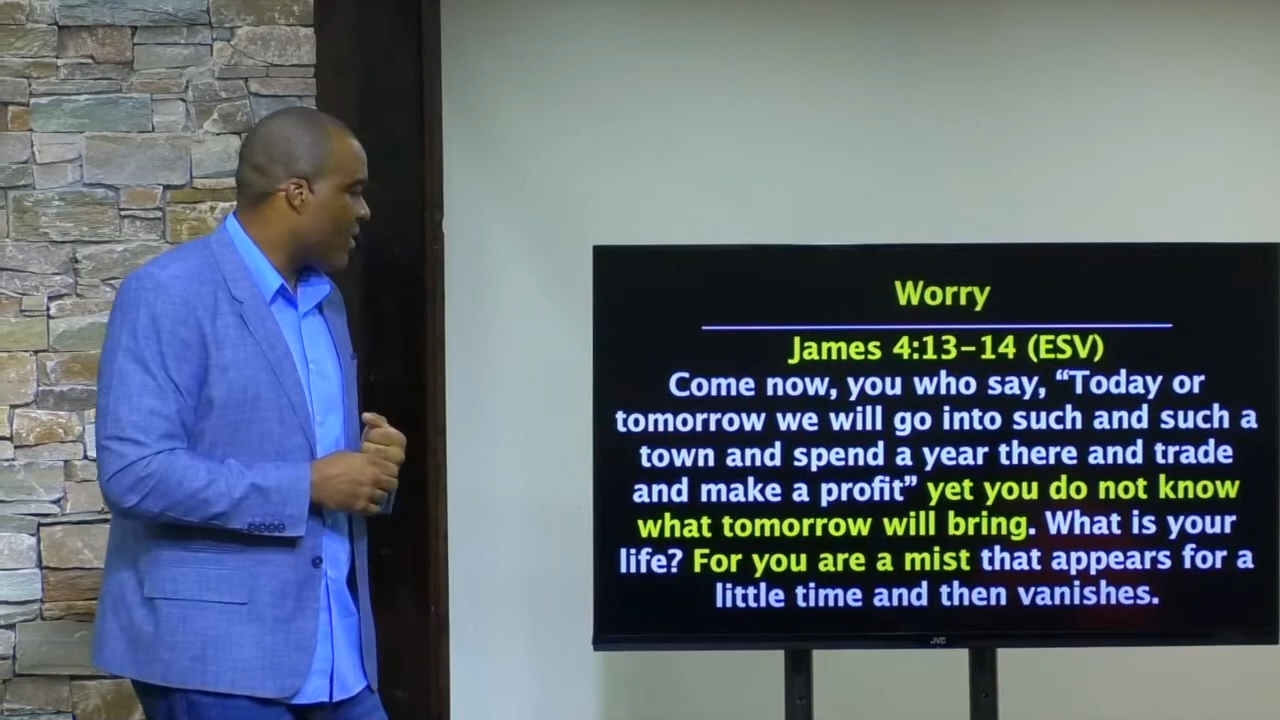 Worry
James 4:13–14 (ESV)
Come now, you who say, “Today or
tomorrow we will go into such and such a
town and spend a year there and trade
and make a profit” yet you do not know
what tomorrow will bring. What is your
life? For you are a mist that appears for a
little time and then vanishes.
JVC